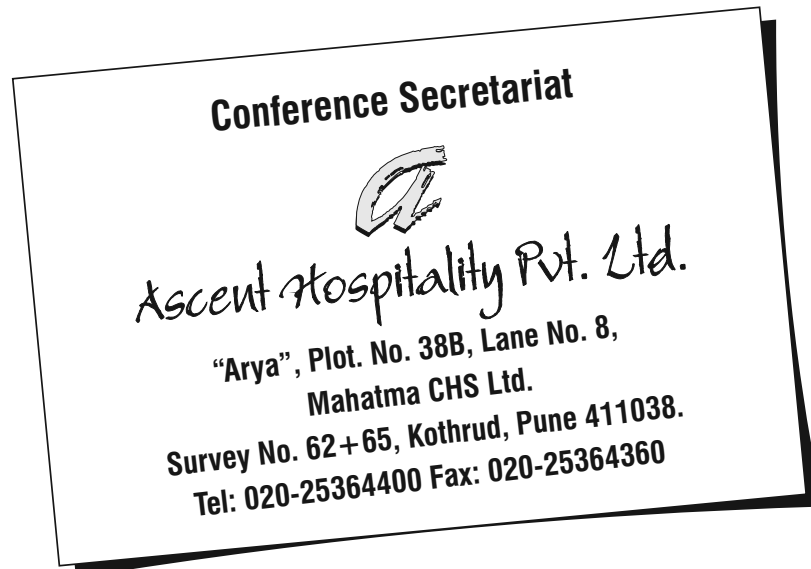 Conference Secretariat
a
Ascent Hospitality Pvt. Ltd.
“Arya”, Plot. No. 38B, Lane No. 8,
Mahatma CHS Ltd.
Survey No. 62+65, Kothrud, Pune 411038.
Tel: 020-25364400 Fax: 020-25364360